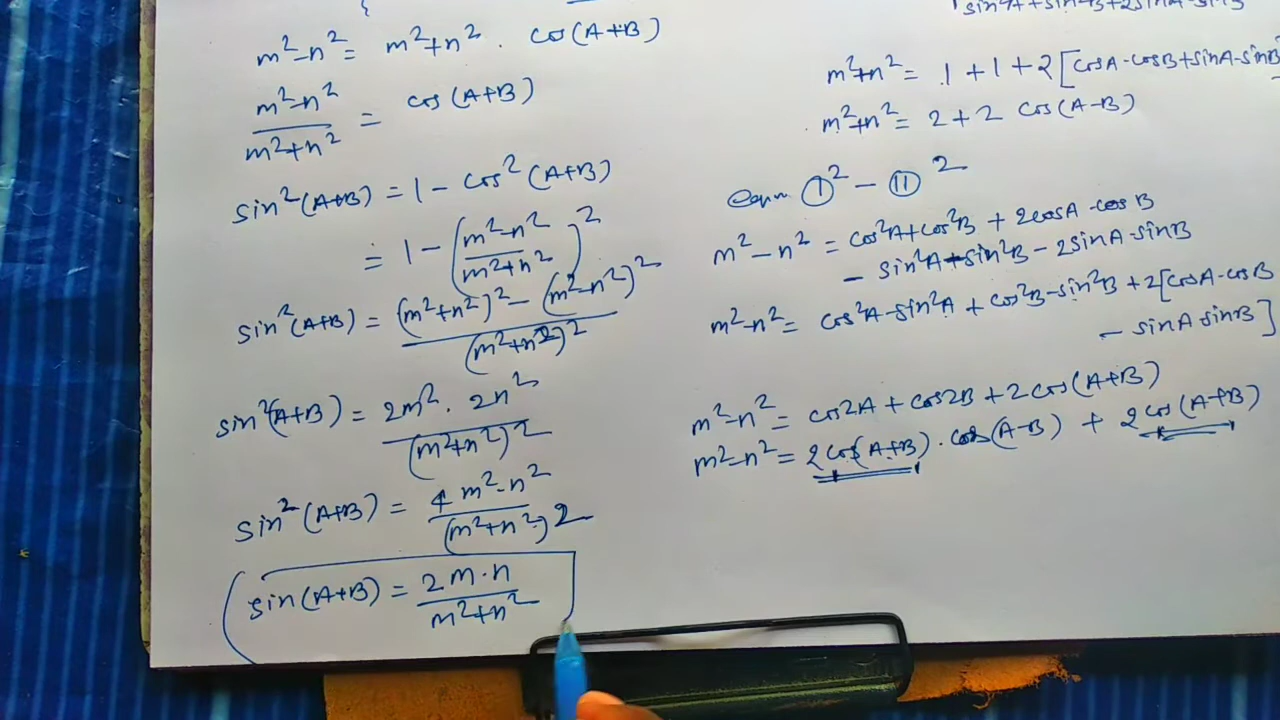 m²-n² = m²+n² . cos(A+B)
m²-n² / m²+n² = cos(A+B)
sin²(A+B) = 1 - cos²(A+B)
= 1 - (m²-n² / m²+n²)²
sin²(A+B) = (m²+n²)² - (m²-n²)² / (m²+n²)²
sin²(A+B) = 2m² . 2n² / (m²+n²)²
sin²(A+B) = 4 m²-n² / (m²+n²)2
sin(A+B) = 2m.n / m²+n²
m²+n² = 1 + 1 + 2[cosA-cosB+sinA-sinB]
m²+n² = 2 + 2 cos(A-B)
eqn Ⅰ² - Ⅱ²
m²-n² = cos²A+cos²B + 2cosA.cosB
- sin²A+sin²B - 2sinA.sinB
m²-n² = cos²A-sin²A + cos²B-sin²B + 2[cosA-cosB
- sinA sinB]
m²-n² = cos2A + cos2B + 2cos(A+B)
m²-n² = 2cos(A+B) . cos(A-B) + 2cos(A+B)